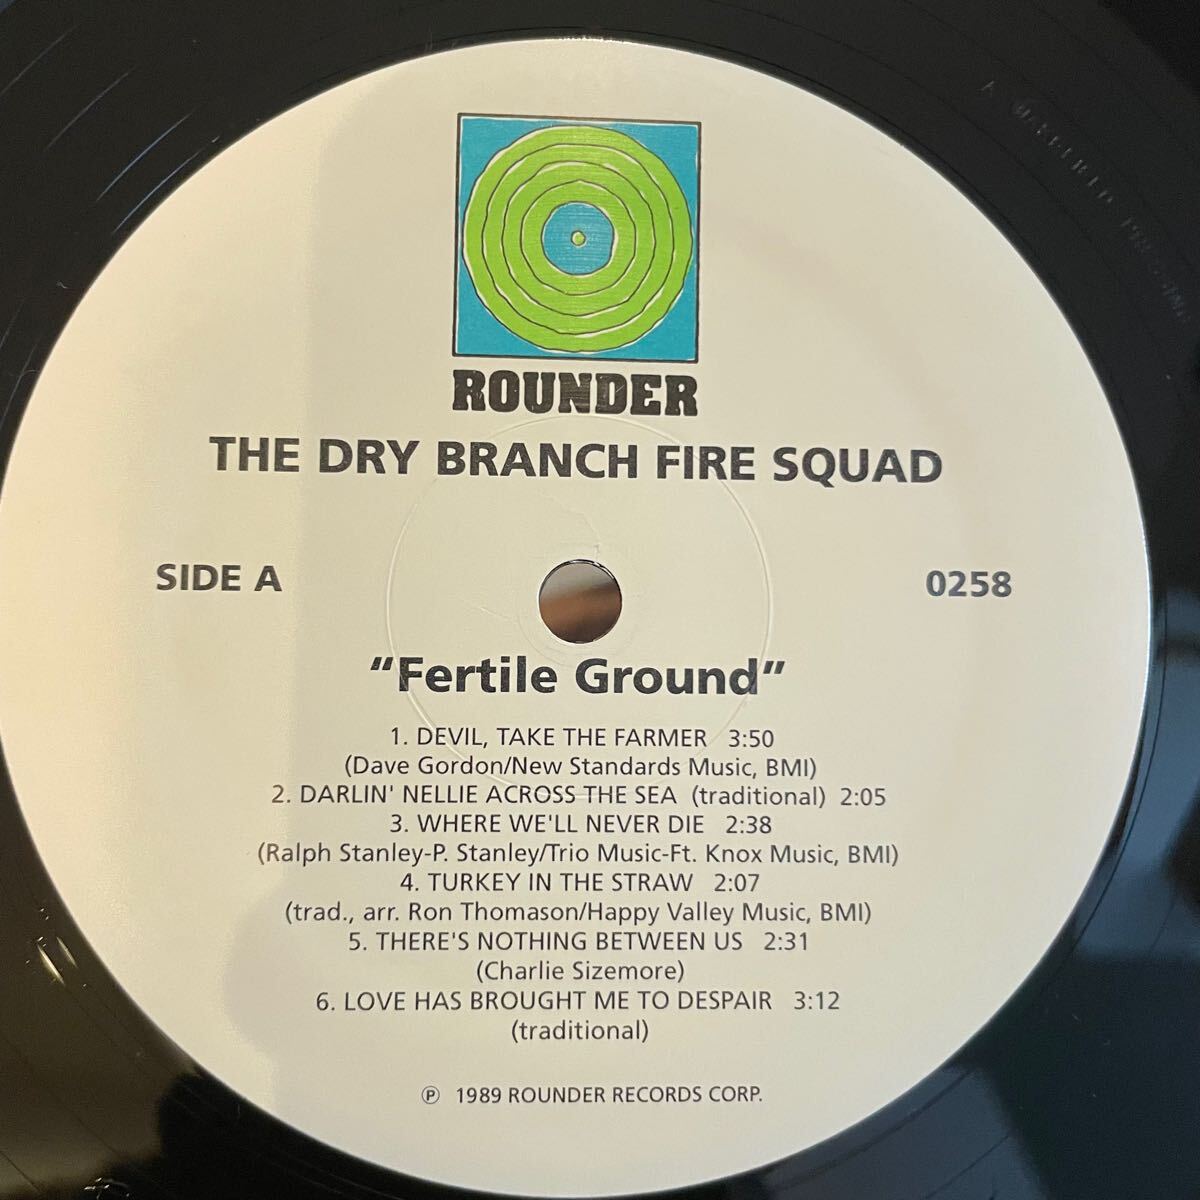 ROUNDER
THE DRY BRANCH FIRE SQUAD
SIDE A
0258
"Fertile Ground"
1. DEVIL, TAKE THE FARMER 3:50
(Dave Gordon/New Standards Music, BMI)
2. DARLIN' NELLIE ACROSS THE SEA (traditional) 2:05
3. WHERE WE'LL NEVER DIE 2:38
(Ralph Stanley-P. Stanley/Trio Music-Ft. Knox Music, BMI)
4. TURKEY IN THE STRAW 2:07
(trad., arr. Ron Thomason/Happy Valley Music, BMI)
5. THERE'S NOTHING BETWEEN US 2:31
(Charlie Sizemore)
6. LOVE HAS BROUGHT ME TO DESPAIR 3:12
(traditional)
℗ 1989 ROUNDER RECORDS CORP.